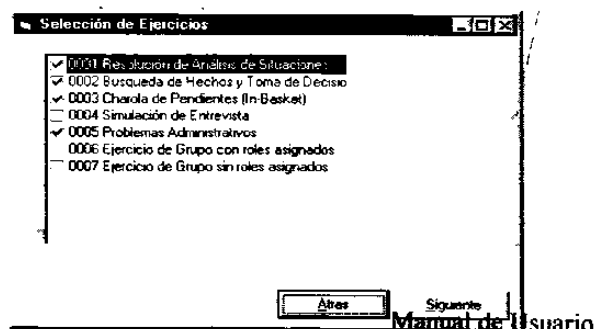 Selección de Ejercicios
0001 Resolución de Análisis de Situaciones
0002 Busqueda de Hechos y Toma de Decisio
0003 Charola de Pendientes (In-Basket)
0004 Simulación de Entrevista
0005 Problemas Administrativos
0006 Ejercicio de Grupo con roles asignados
0007 Ejercicio de Grupo sin roles asignados
Atras Siguiente
Manual de Usuario